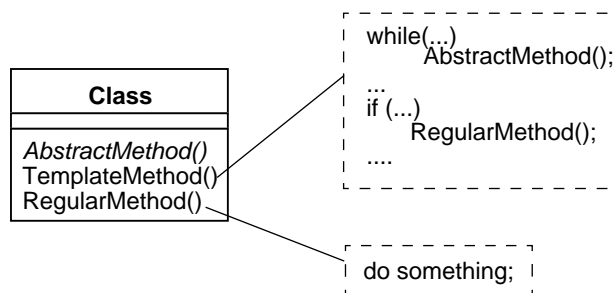 Class
AbstractMethod()
TemplateMethod()
RegularMethod()
while(...)
AbstractMethod();
...
if (...)
RegularMethod();
....
do something;